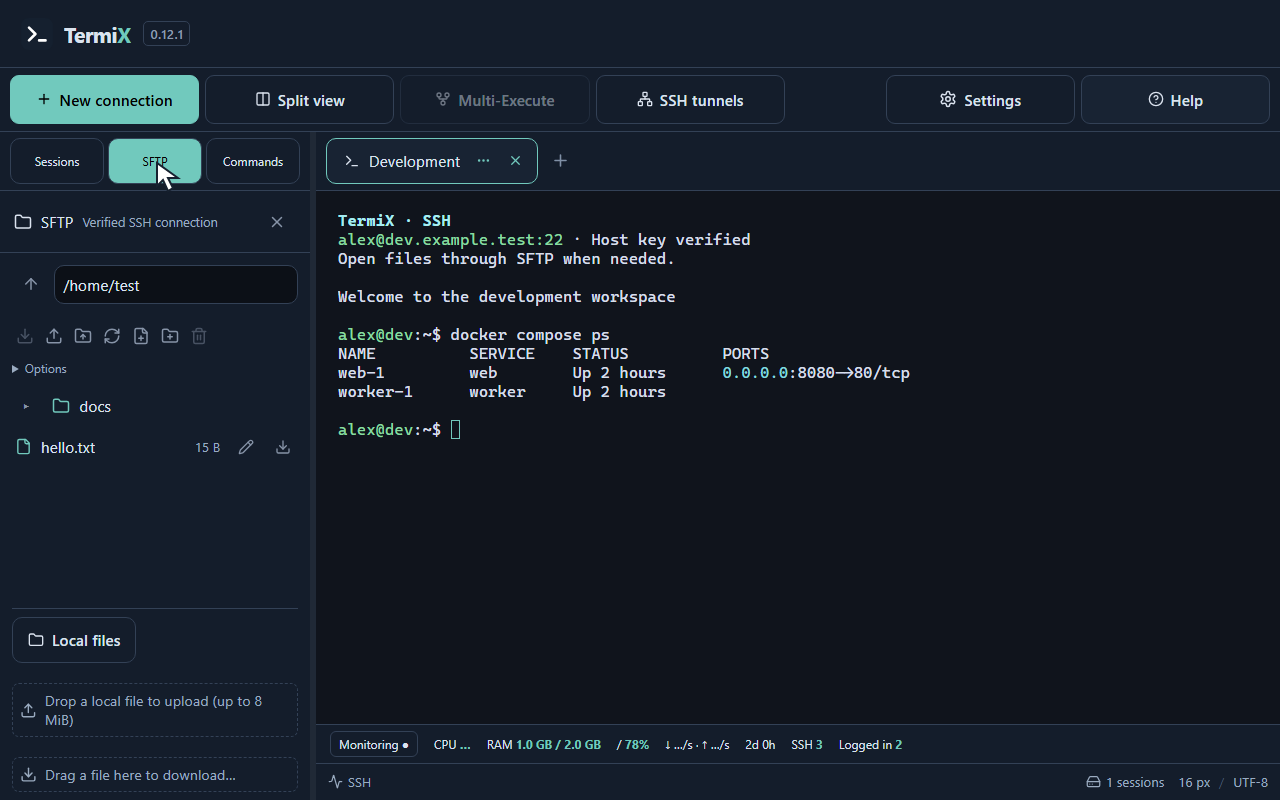 TermiX 0.12.1
+ New connection
Split view
Multi-Execute
SSH tunnels
Settings
Help
Sessions
SFTP
Commands
Development ...
SFTP Verified SSH connection
/home/test
Options
docs
hello.txt 15 B
Local files
Drop a local file to upload (up to 8
MiB)
Drag a file here to download...
TermiX · SSH
alex@dev.example.test:22 · Host key verified
Open files through SFTP when needed.
Welcome to the development workspace
alex@dev:~$ docker compose ps
NAME SERVICE STATUS PORTS
web-1 web Up 2 hours 0.0.0.0:8080->80/tcp
worker-1 worker Up 2 hours
alex@dev:~$
Monitoring ● CPU ... RAM 1.0 GB / 2.0 GB / 78% ↓ .../s · ↑ .../s 2d 0h SSH 3 Logged in 2
SSH 1 sessions 16 px / UTF-8